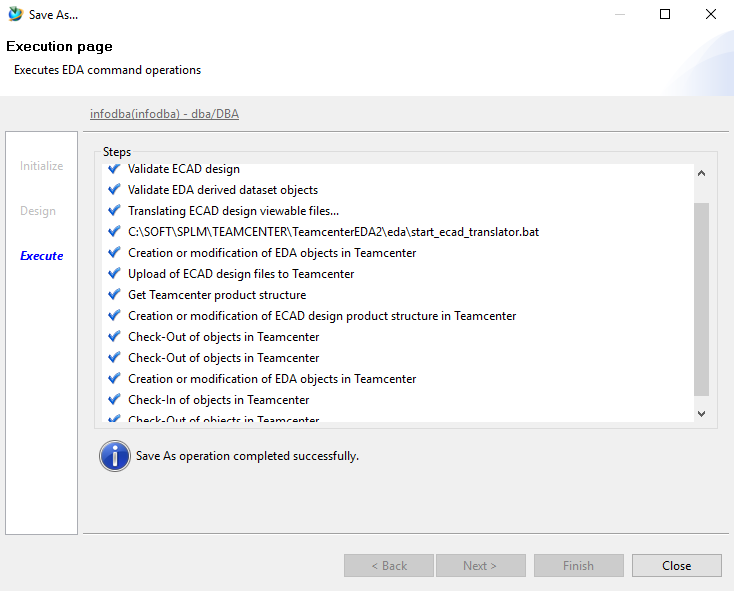 Save As...
Execution page
Executes EDA command operations
infodba(infodba) - dba/DBA
Initialize
Design
Execute
Steps
Validate ECAD design
Validate EDA derived dataset objects
Translating ECAD design viewable files...
C:\SOFT\SPLM\TEAMCENTER\TeamcenterEDA2\eda\start_ecad_translator.bat
Creation or modification of EDA objects in Teamcenter
Upload of ECAD design files to Teamcenter
Get Teamcenter product structure
Creation or modification of ECAD design product structure in Teamcenter
Check-Out of objects in Teamcenter
Check-Out of objects in Teamcenter
Creation or modification of EDA objects in Teamcenter
Check-In of objects in Teamcenter
Check-Out of objects in Teamcenter
Save As operation completed successfully.
< Back
Next >
Finish
Close